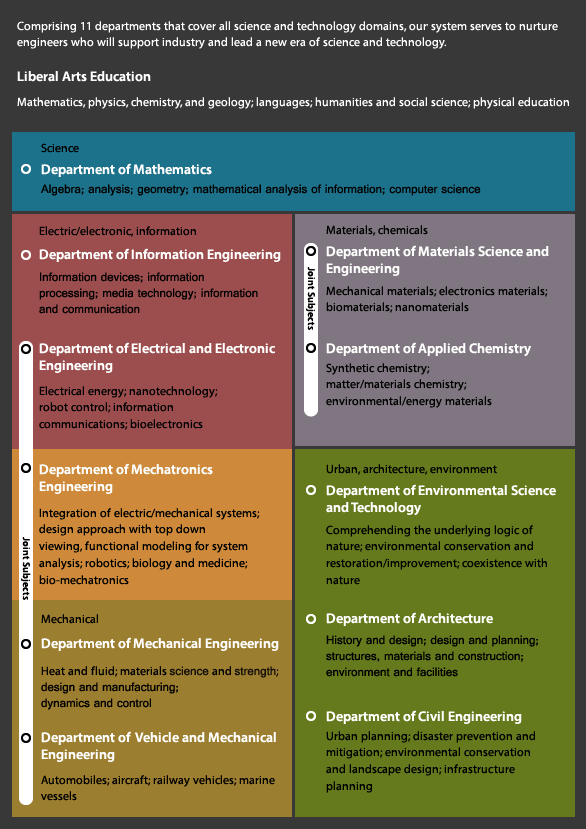 Comprising 11 departments that cover all science and technology domains, our system serves to nurture
engineers who will support industry and lead a new era of science and technology.
Liberal Arts Education
Mathematics, physics, chemistry, and geology; languages; humanities and social science; physical education
Science
Department of Mathematics
Algebra; analysis; geometry; mathematical analysis of information; computer science
Electric/electronic, information
Department of Information Engineering
Information devices; information
processing; media technology; information
and communication
Department of Electrical and Electronic
Engineering
Electrical energy; nanotechnology;
robot control; information
communications; bioelectronics
Department of Mechatronics
Engineering
Integration of electric/mechanical systems;
design approach with top down
viewing, functional modeling for system
analysis; robotics; biology and medicine;
bio-mechatronics
Joint Subjects
Mechanical
Department of Mechanical Engineering
Heat and fluid; materials science and strength;
design and manufacturing;
dynamics and control
Department of Vehicle and Mechanical
Engineering
Automobiles; aircraft; railway vehicles; marine
vessels
Materials, chemicals
Department of Materials Science and
Engineering
Mechanical materials; electronics materials;
biomaterials; nanomaterials
Joint Subjects
Department of Applied Chemistry
Synthetic chemistry;
matter/materials chemistry;
environmental/energy materials
Urban, architecture, environment
Department of Environmental Science
and Technology
Comprehending the underlying logic of
nature; environmental conservation and
restoration/improvement; coexistence with
nature
Department of Architecture
History and design; design and planning;
structures, materials and construction;
environment and facilities
Department of Civil Engineering
Urban planning; disaster prevention and
mitigation; environmental conservation
and landscape design; infrastructure
planning